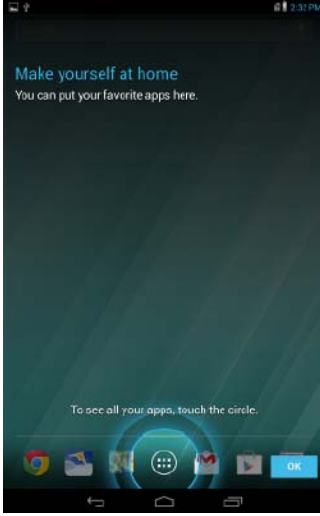 2:32 PM
Make yourself at home
You can put your favorite apps here.
To see all your apps, touch the circle.
OK